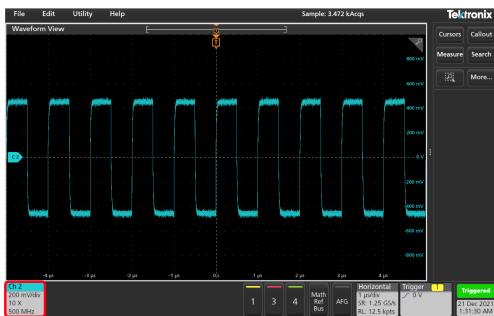 File Edit Utility Help Sample: 3.472 kAcqs Tektronix
Waveform View
Cursors Callout
Measure Search
More...
800 mV
400 mV
200 mV
C2
0 V
-200 mV
-400 mV
-600 mV
-800 mV
-4 µs -3 µs -2 µs -1 µs 0 s 1 µs 2 µs 3 µs 4 µs
Ch 2
200 mV/div
10 X
500 MHz
1 3 4
Math
Ref
Bus
AFG
Horizontal
1 µs/div
SR: 1.25 GS/s
RL: 12.5 kpts
Trigger 1
0 V
Triggered
21 Dec 2021
1:31:30 AM